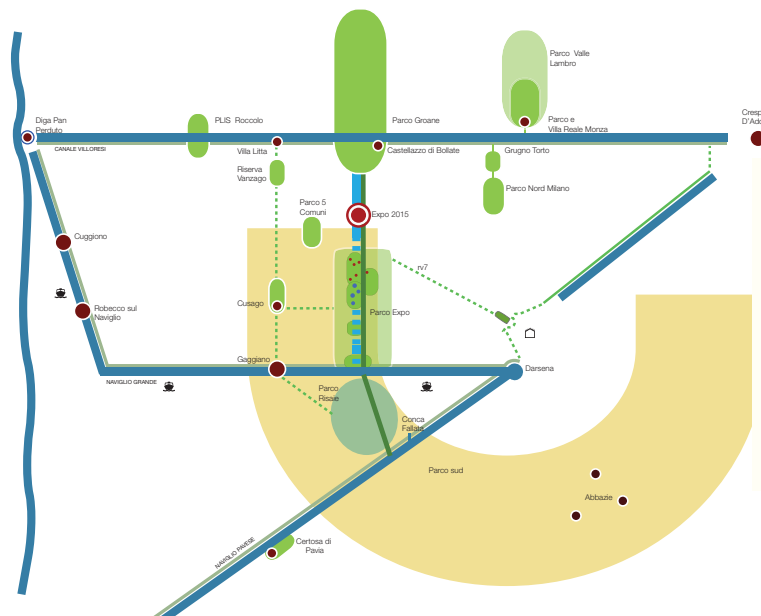 Parco Valle
Lambro
Cresp
D'Ado
Diga Pan
Perduto
PLIS Roccolo
Parco Groane
Parco e
Villa Reale Monza
CANALE VILLORESI
Villa Litta
Castellazzo di Bollate
Grugno Torto
Riserva
Vanzago
Parco Nord Milano
Parco 5
Comuni
Expo 2015
Cuggiono
rv7
Cusago
Robecco sul
Naviglio
Parco Expo
Gaggiano
Darsena
NAVIGLIO GRANDE
Parco
Risaie
Conca
Fallata
Parco sud
Abbazie
NAVIGLIO PAVESE
Certosa di
Pavia